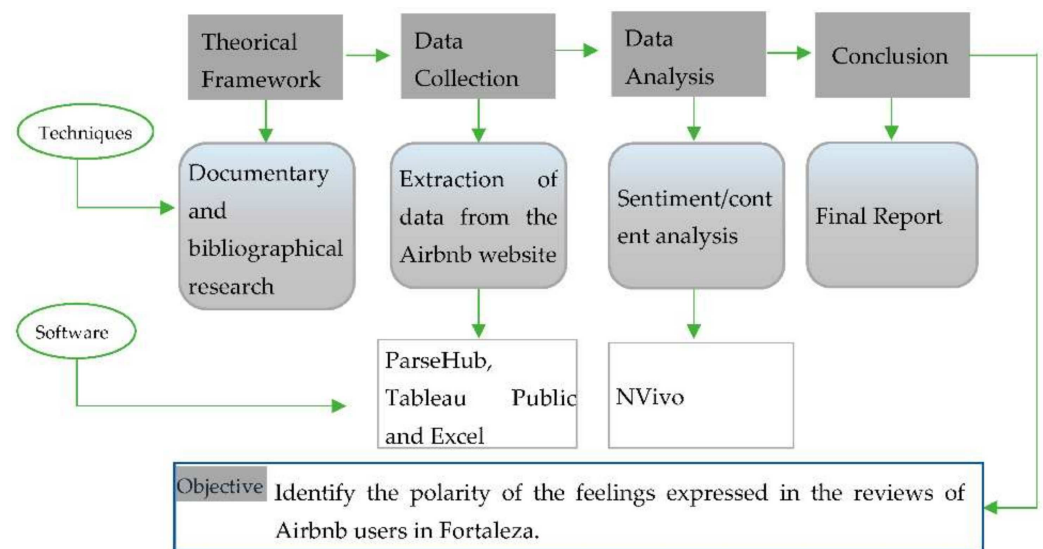 Theorical
Framework
Data
Collection
Data
Analysis
Conclusion
Techniques
Documentary
and
bibliographical
research
Extraction of
data from the
Airbnb website
Sentiment/cont
ent analysis
Final Report
Software
ParseHub,
Tableau Public
and Excel
NVivo
Objective
Identify the polarity of the feelings expressed in the reviews of
Airbnb users in Fortaleza.